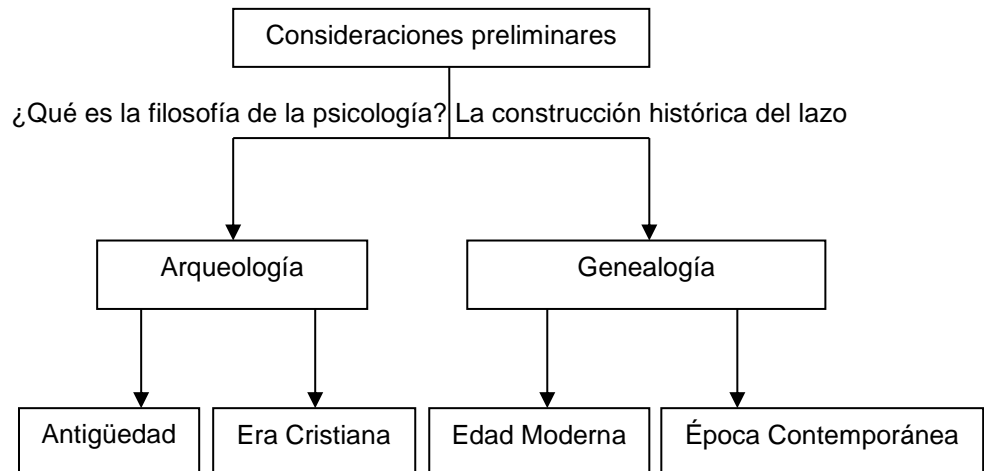 Consideraciones preliminares
¿Qué es la filosofía de la psicología? La construcción histórica del lazo
Arqueología
Genealogía
Antigüedad
Era Cristiana
Edad Moderna
Época Contemporánea